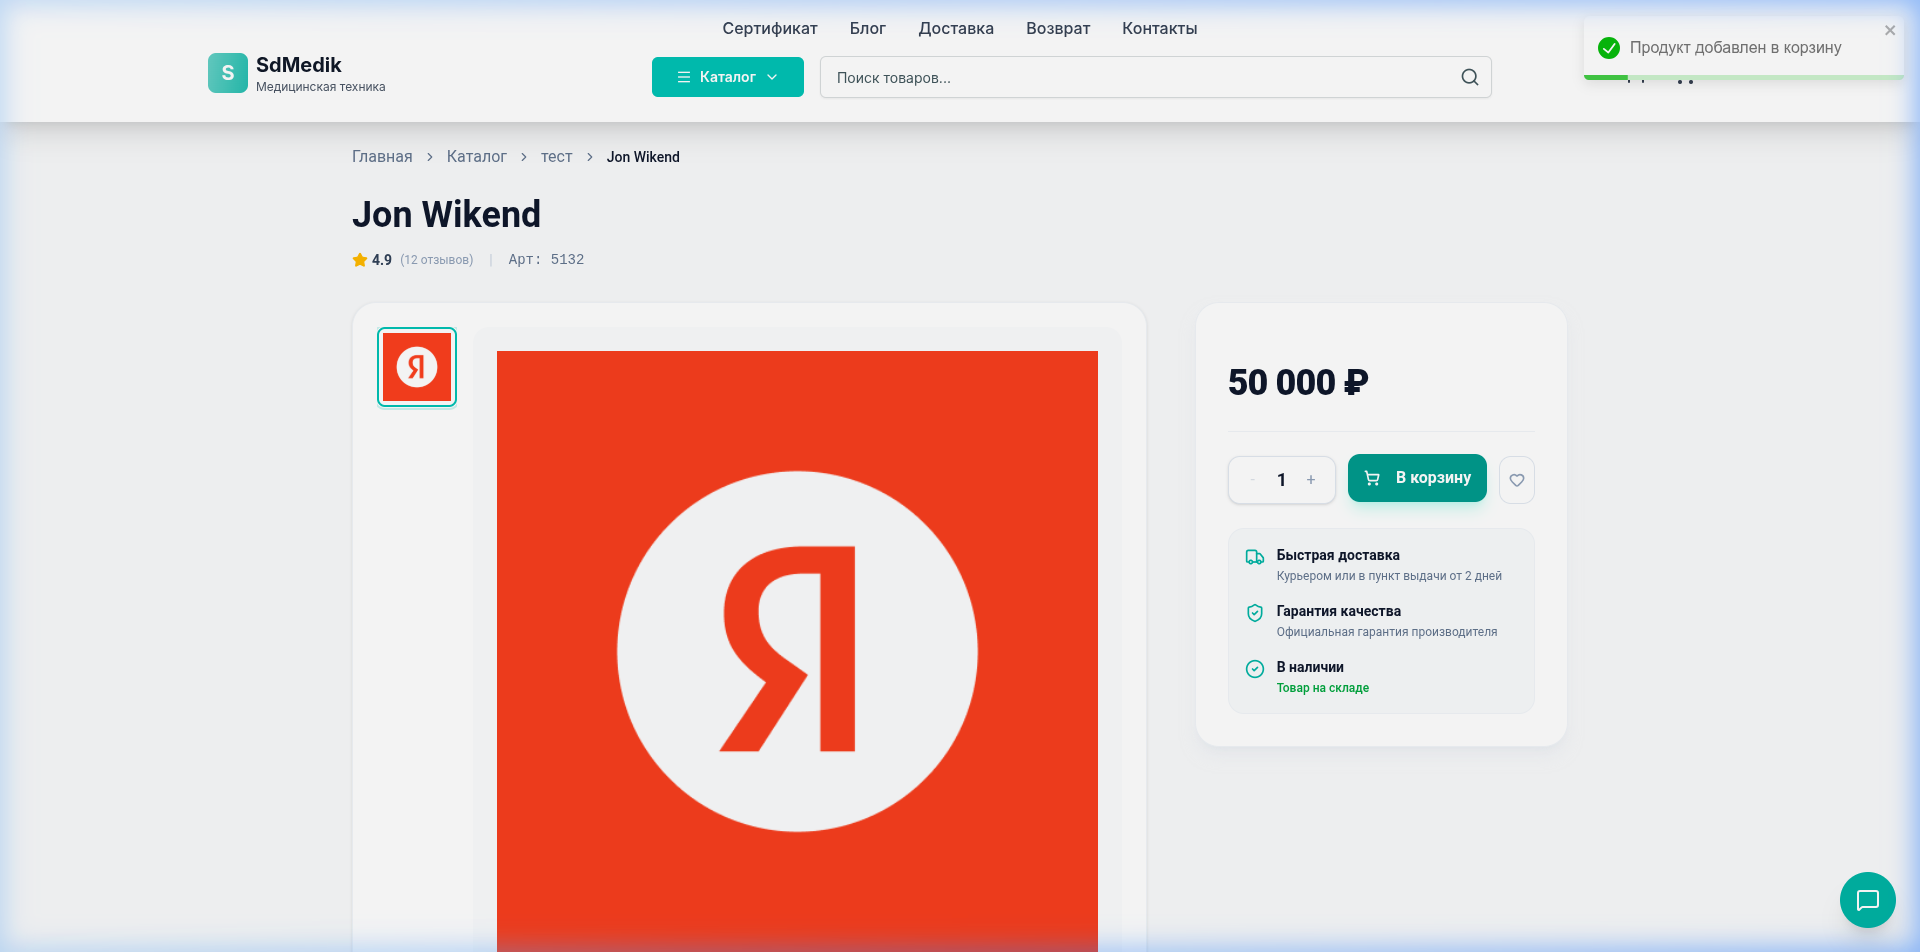 Сертификат Блог Доставка Возврат Контакты
Продукт добавлен в корзину
S
SdMedik
Медицинская техника
Каталог
Поиск товаров...
Главная > Каталог > тест > Jon Wikend
Jon Wikend
4.9 (12 отзывов) | Арт: 5132
Я
Я
50 000 ₽
- 1 +
В корзину
Быстрая доставка
Курьером или в пункт выдачи от 2 дней
Гарантия качества
Официальная гарантия производителя
В наличии
Товар на складе